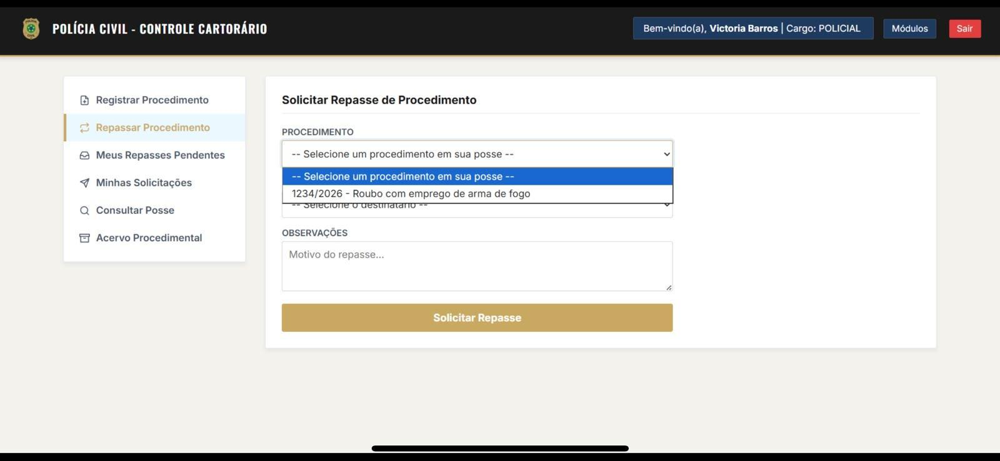 POLÍCIA CIVIL - CONTROLE CARTORÁRIO
Bem-vindo(a), Victoria Barros | Cargo: POLICIAL
Módulos
Sair
Registrar Procedimento
Repassar Procedimento
Meus Repasses Pendentes
Minhas Solicitações
Consultar Posse
Acervo Procedimental
Solicitar Repasse de Procedimento
PROCEDIMENTO
-- Selecione um procedimento em sua posse --
-- Selecione um procedimento em sua posse --
1234/2026 - Roubo com emprego de arma de fogo
-- Selecione o destinatário --
OBSERVAÇÕES
Motivo do repasse...
Solicitar Repasse